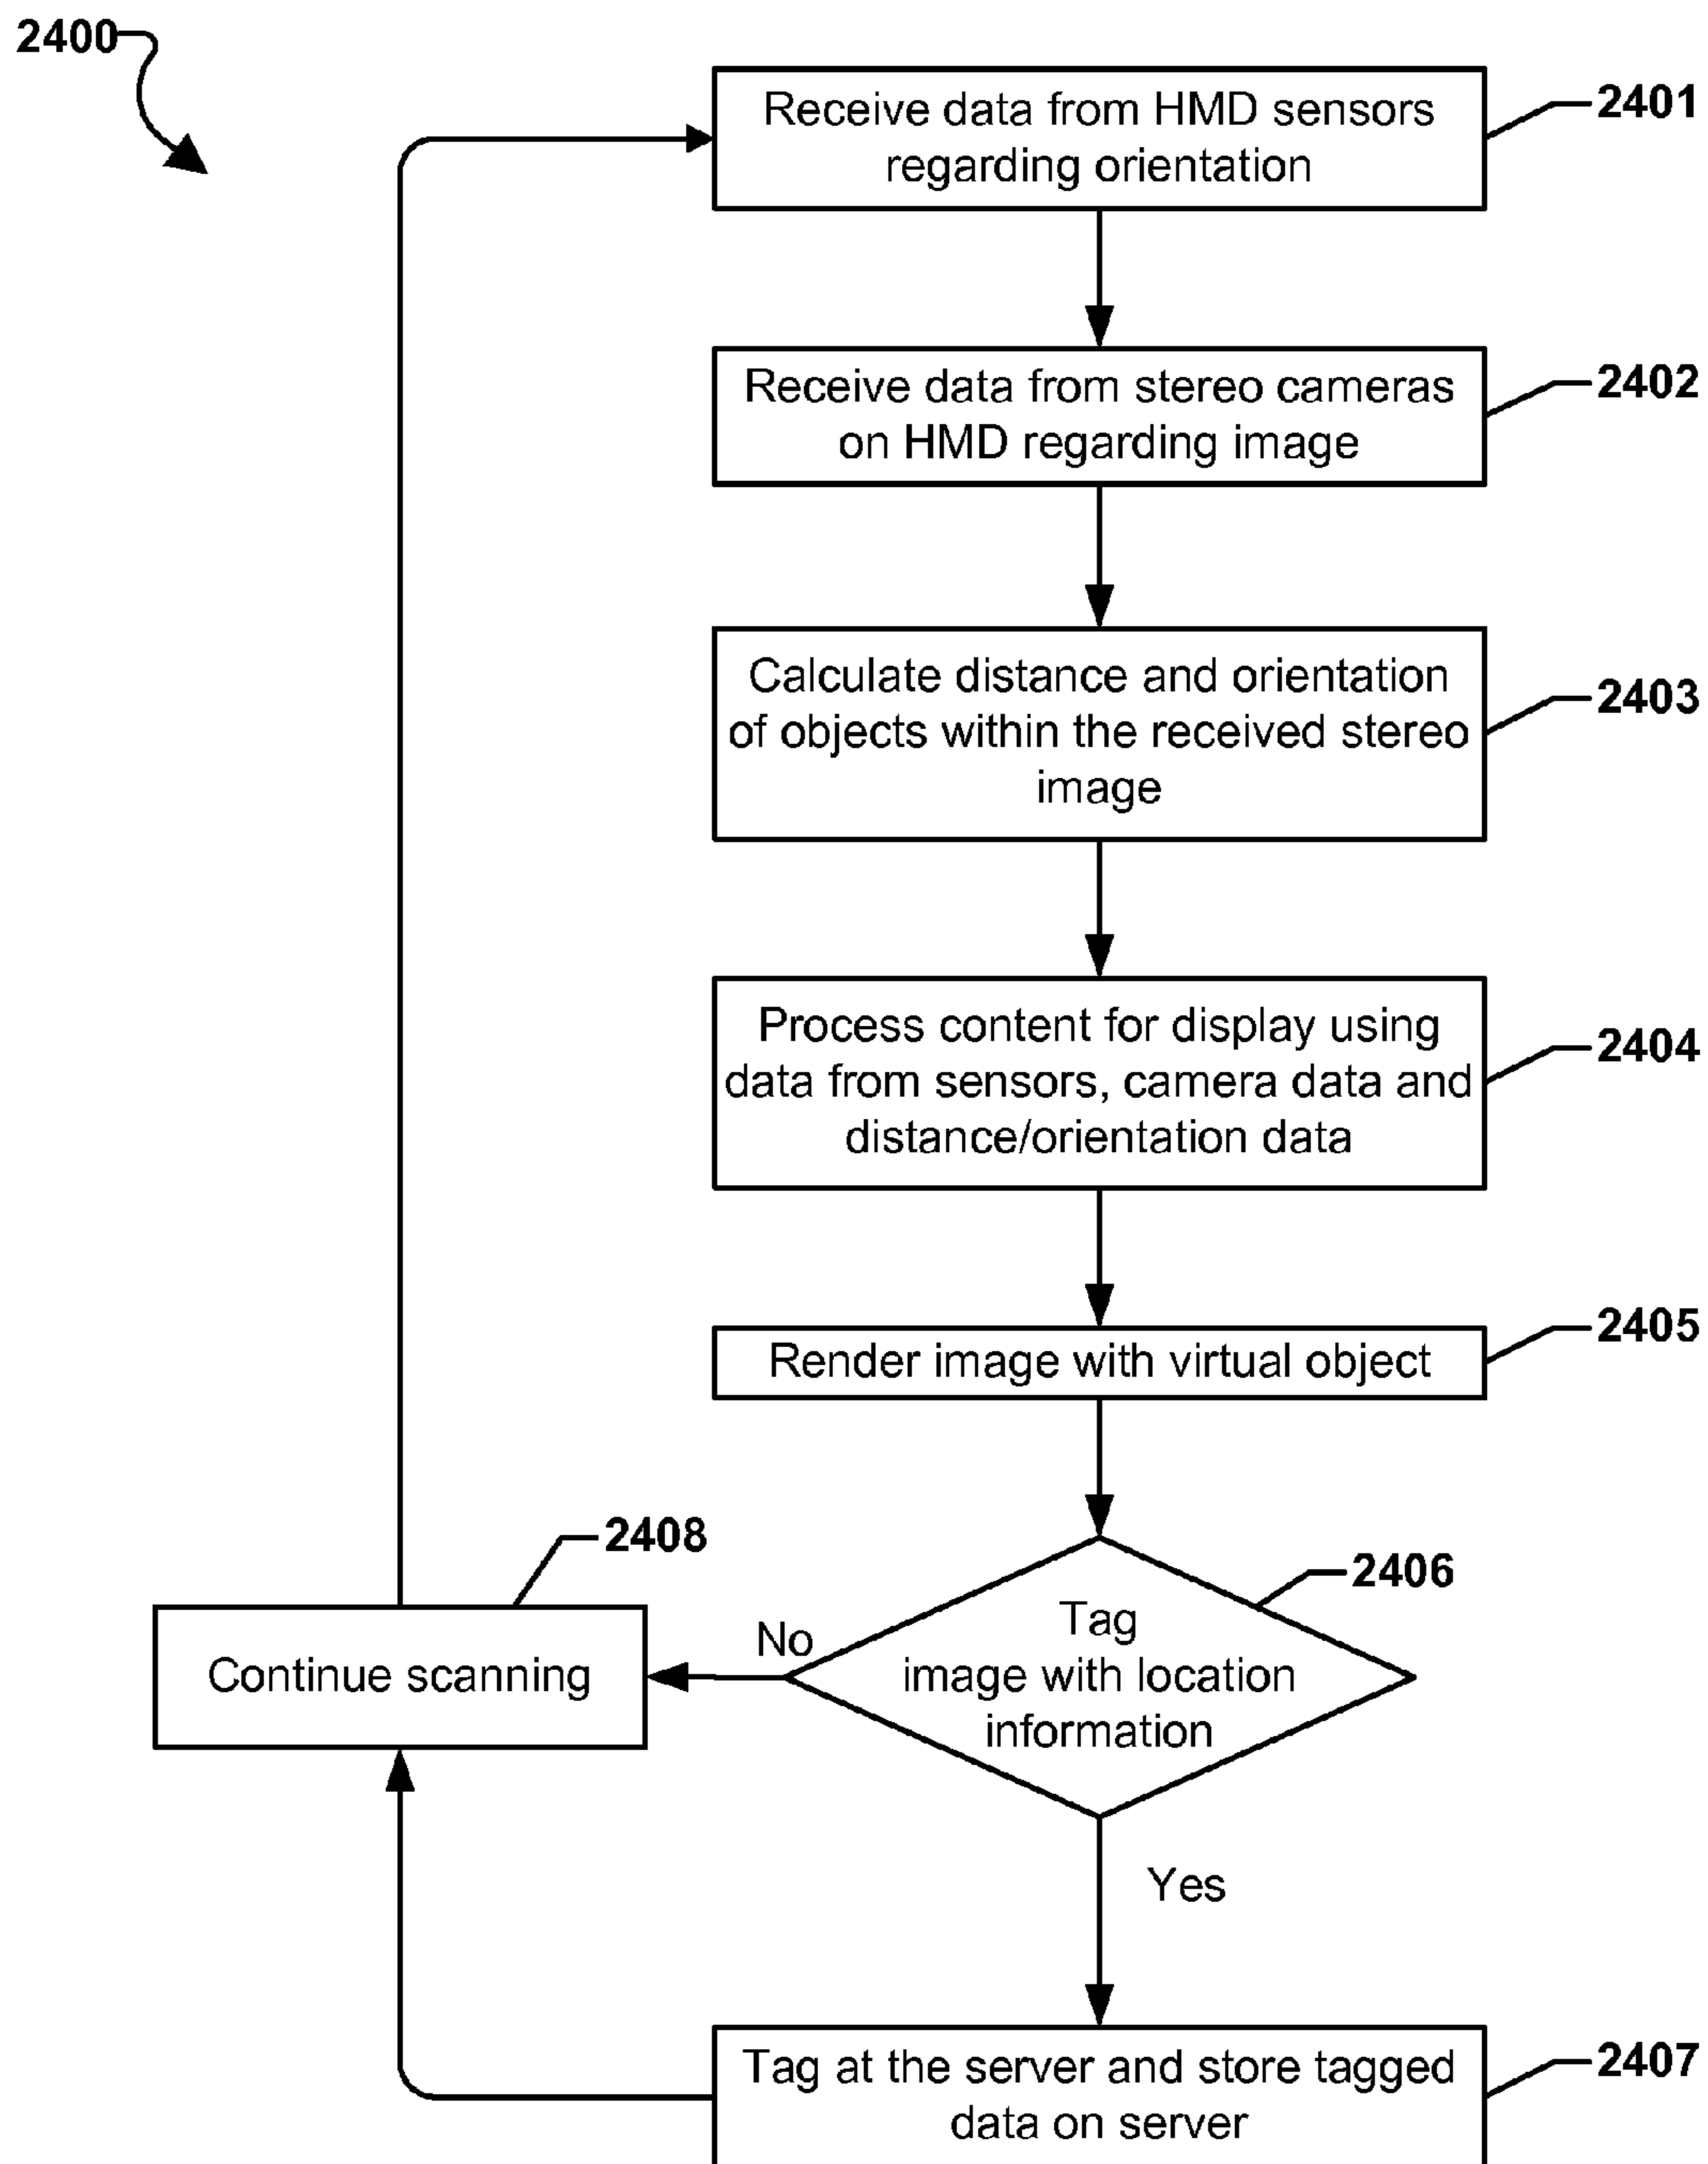 2400
Receive data from HMD sensors
regarding orientation
2401
Receive data from stereo cameras
on HMD regarding image
2402
Calculate distance and orientation
of objects within the received stereo
image
2403
Process content for display using
data from sensors, camera data and
distance/orientation data
2404
Render image with virtual object
2405
Tag
image with location
information
2406
No
Continue scanning
2408
Yes
Tag at the server and store tagged
data on server
2407